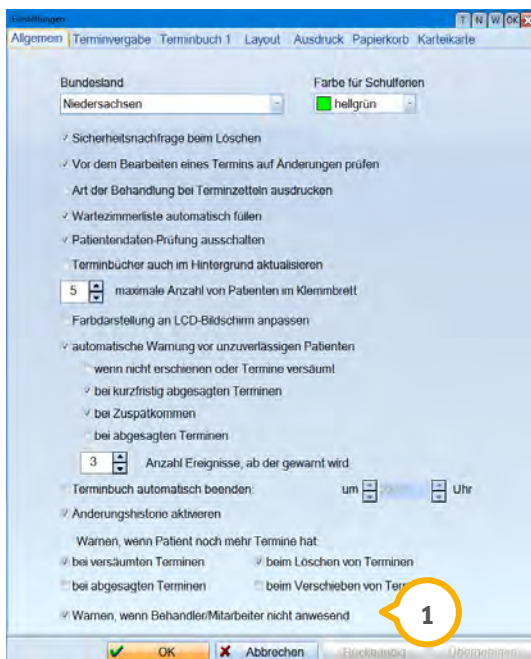 Einstellungen T N W OK
Allgemein Terminvergabe Terminbuch 1 Layout Ausdruck Papierkorb Karteikarte
Bundesland Farbe für Schulferien
Niedersachsen hellgrün
Sicherheitsnachfrage beim Löschen
Vor dem Bearbeiten eines Termins auf Änderungen prüfen
Art der Behandlung bei Terminzetteln ausdrucken
Wartezimmerliste automatisch füllen
Patientendaten-Prüfung ausschalten
Terminbücher auch im Hintergrund aktualisieren
5 maximale Anzahl von Patienten im Klemmbrett
Farbdarstellung an LCD-Bildschirm anpassen
automatische Warnung vor unzuverlässigen Patienten
wenn nicht erschienen oder Termine versäumt
bei kurzfristig abgesagten Terminen
bei Zuspätkommen
bei abgesagten Terminen
3 Anzahl Ereignisse, ab der gewarnt wird
Terminbuch automatisch beenden: um Uhr
Änderungshistorie aktivieren
Warnen, wenn Patient noch mehr Termine hat:
bei versäumten Terminen beim Löschen von Terminen
bei abgesagten Terminen beim Verschieben von
Warnen, wenn Behandler/Mitarbeiter nicht anwesend 1
OK Abbrechen Rückgängig Übernehmen